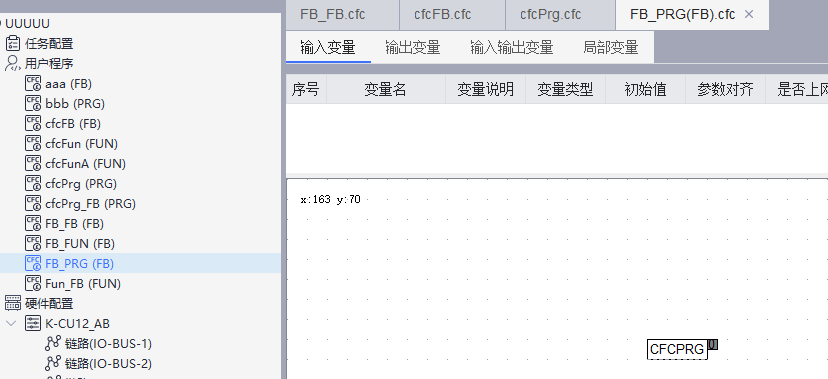 UUUUU
任务配置
用户程序
aaa (FB)
bbb (PRG)
cfcFB (FB)
cfcFun (FUN)
cfcFunA (FUN)
cfcPrg (PRG)
cfcPrg_FB (PRG)
FB_FB (FB)
FB_FUN (FB)
FB_PRG (FB)
Fun_FB (FUN)
硬件配置
K-CU12_AB
链路(IO-BUS-1)
链路(IO-BUS-2)
FB_FB.cfc cfcFB.cfc cfcPrg.cfc FB_PRG(FB).cfc
输入变量 输出变量 输入输出变量 局部变量
序号 变量名 变量说明 变量类型 初始值 参数对齐 是否上网
x:163 y:70
CFCPRG 0